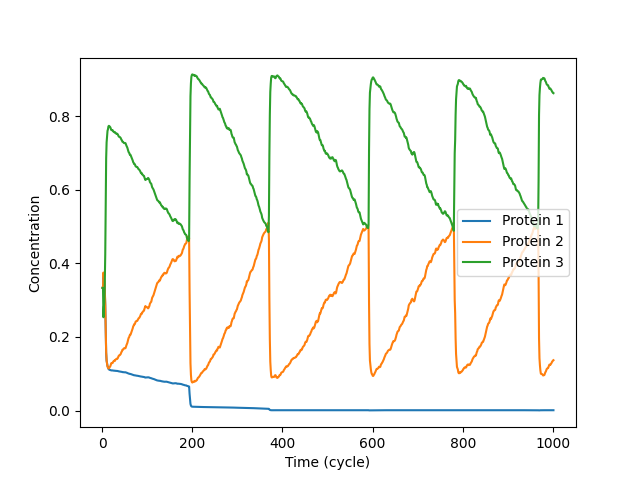 0.8
0.6
0.4
0.2
0.0
Concentration
Protein 1
Protein 2
Protein 3
0 200 400 600 800 1000
Time (cycle)